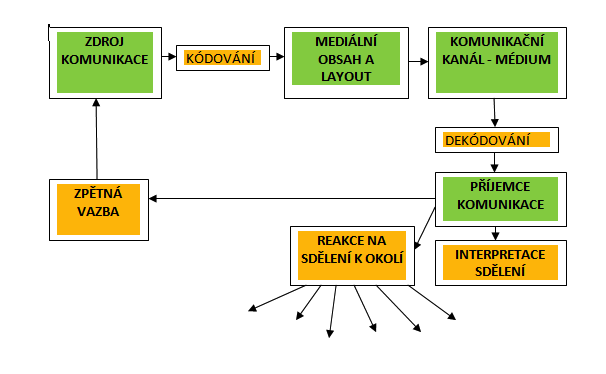 ZDROJ
KOMUNIKACE
KÓDOVÁNÍ
MEDIÁLNÍ
OBSAH A
LAYOUT
KOMUNIKAČNÍ
KANÁL - MÉDIUM
DEKÓDOVÁNÍ
PŘÍJEMCE
KOMUNIKACE
ZPĚTNÁ
VAZBA
REAKCE NA
SDĚLENÍ K OKOLÍ
INTERPRETACE
SDĚLENÍ